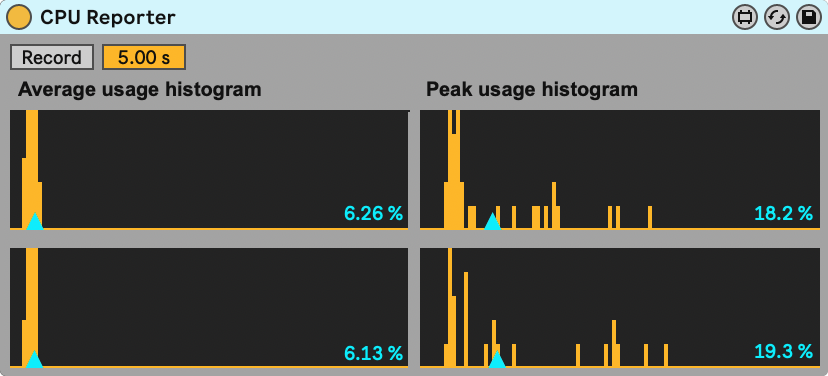 CPU Reporter
Record 5.00 s
Average usage histogram Peak usage histogram
6.26 % 18.2 %
6.13 % 19.3 %